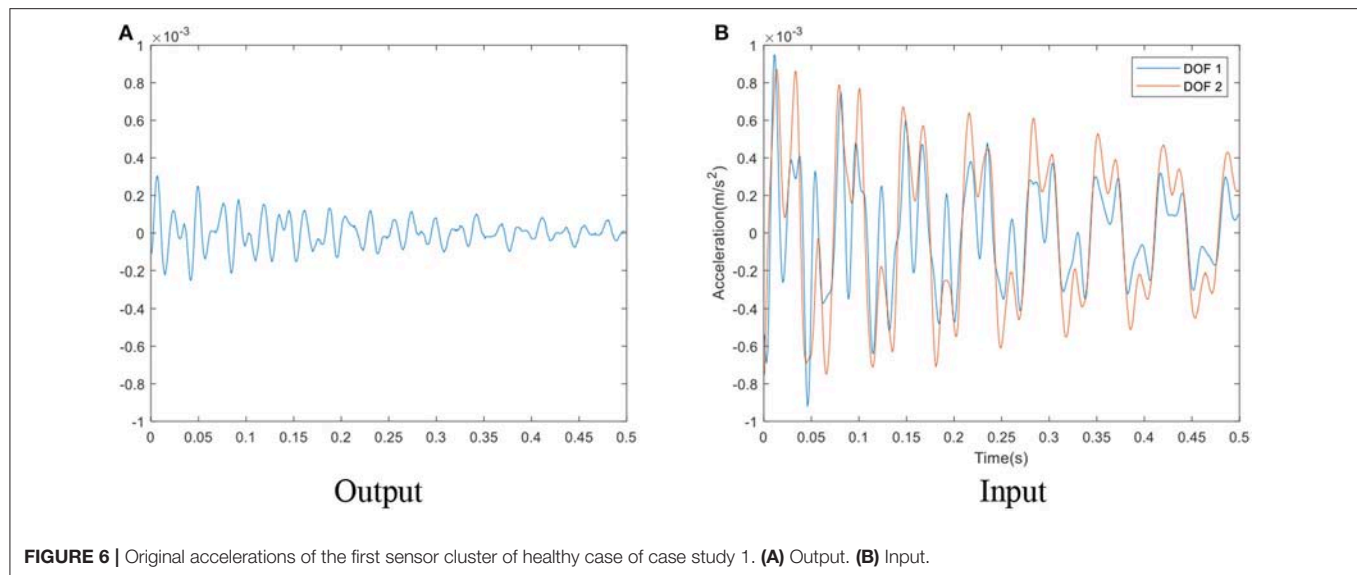 A
×10⁻³
1
0.8
0.6
0.4
0.2
0
-0.2
-0.4
-0.6
-0.8
-1
0 0.05 0.1 0.15 0.2 0.25 0.3 0.35 0.4 0.45 0.5
Output
B
×10⁻³
DOF 1
DOF 2
1
0.8
0.6
0.4
0.2
0
-0.2
-0.4
-0.6
-0.8
-1
Acceleration(m/s²)
0 0.05 0.1 0.15 0.2 0.25 0.3 0.35 0.4 0.45 0.5
Time(s)
Input
FIGURE 6 | Original accelerations of the first sensor cluster of healthy case of case study 1. (A) Output. (B) Input.